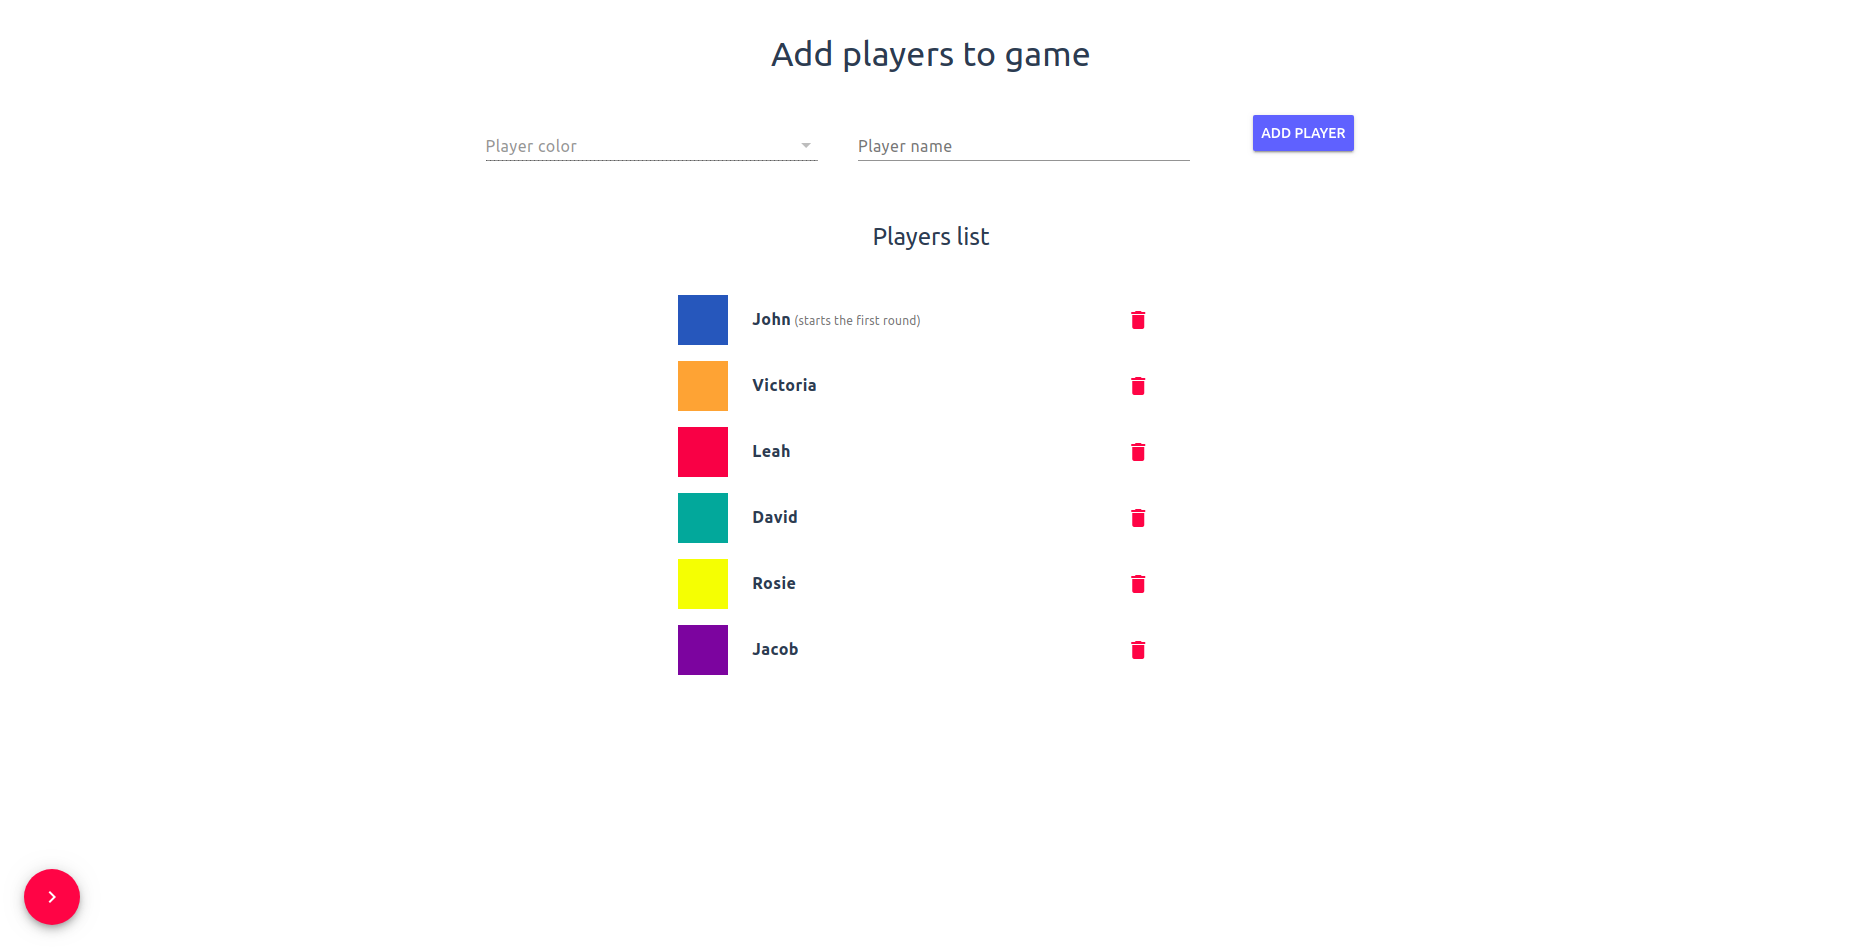 Add players to game
Player color
Player name
ADD PLAYER
Players list
John (starts the first round)
Victoria
Leah
David
Rosie
Jacob